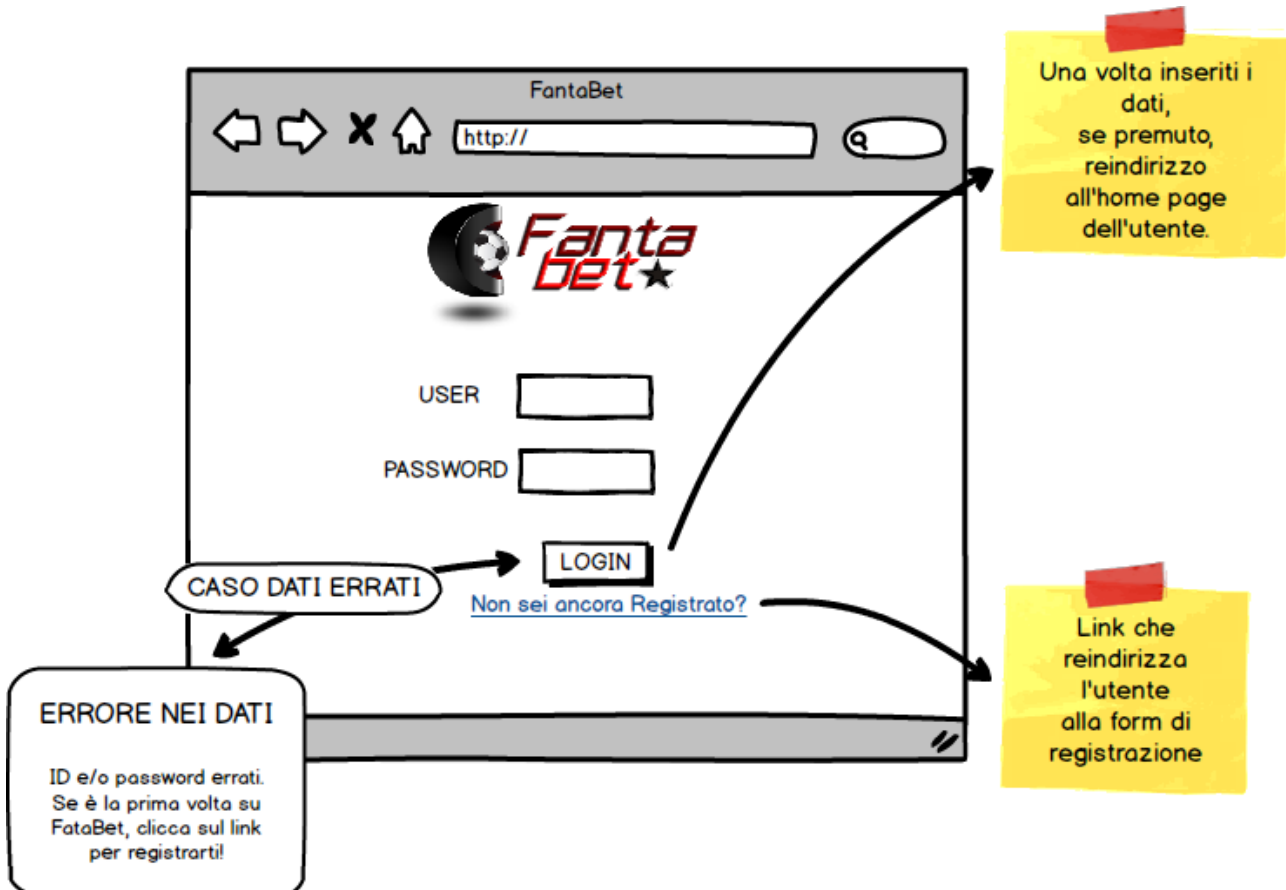 FantaBet
http://
Fanta
bet
USER
PASSWORD
LOGIN
Non sei ancora Registrato?
CASO DATI ERRATI
ERRORE NEI DATI
ID e/o password errati.
Se è la prima volta su
FataBet, clicca sul link
per registrarti!
Una volta inseriti i
dati,
se premuto,
reindirizzo
all'home page
dell'utente.
Link che
reindirizza
l'utente
alla form di
registrazione